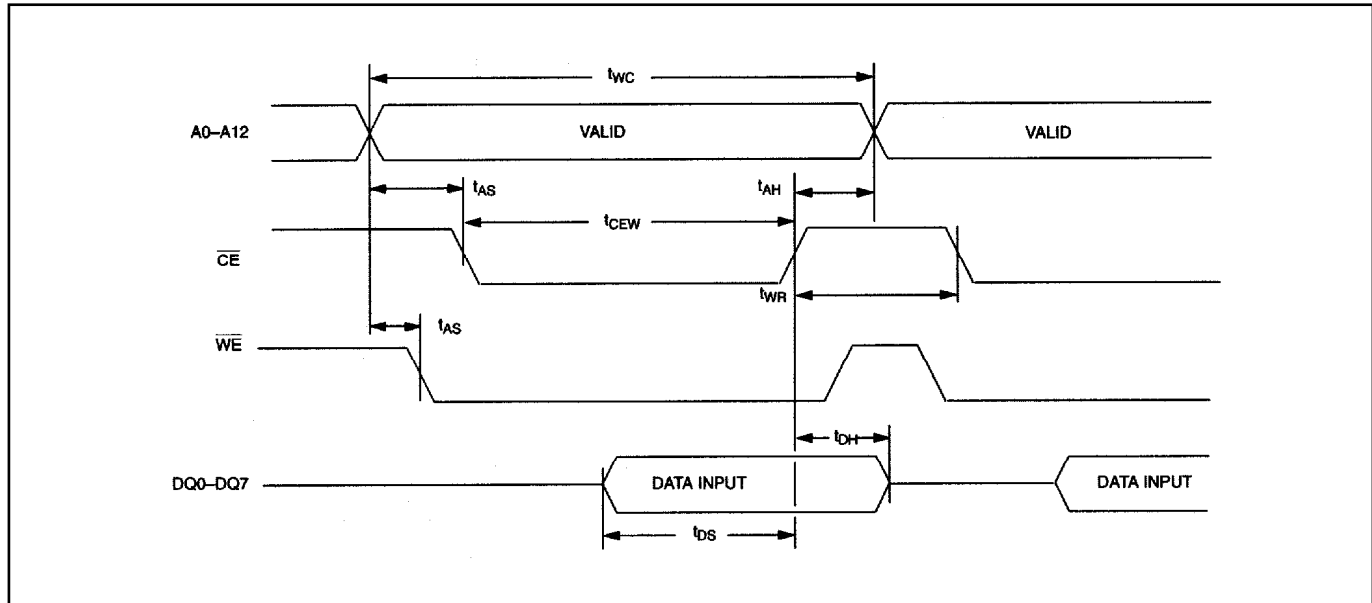 tWC
A0–A12
VALID
VALID
tAS
tAH
tCEW
CE
tWR
tAS
WE
tDH
DQ0–DQ7
DATA INPUT
DATA INPUT
tDS